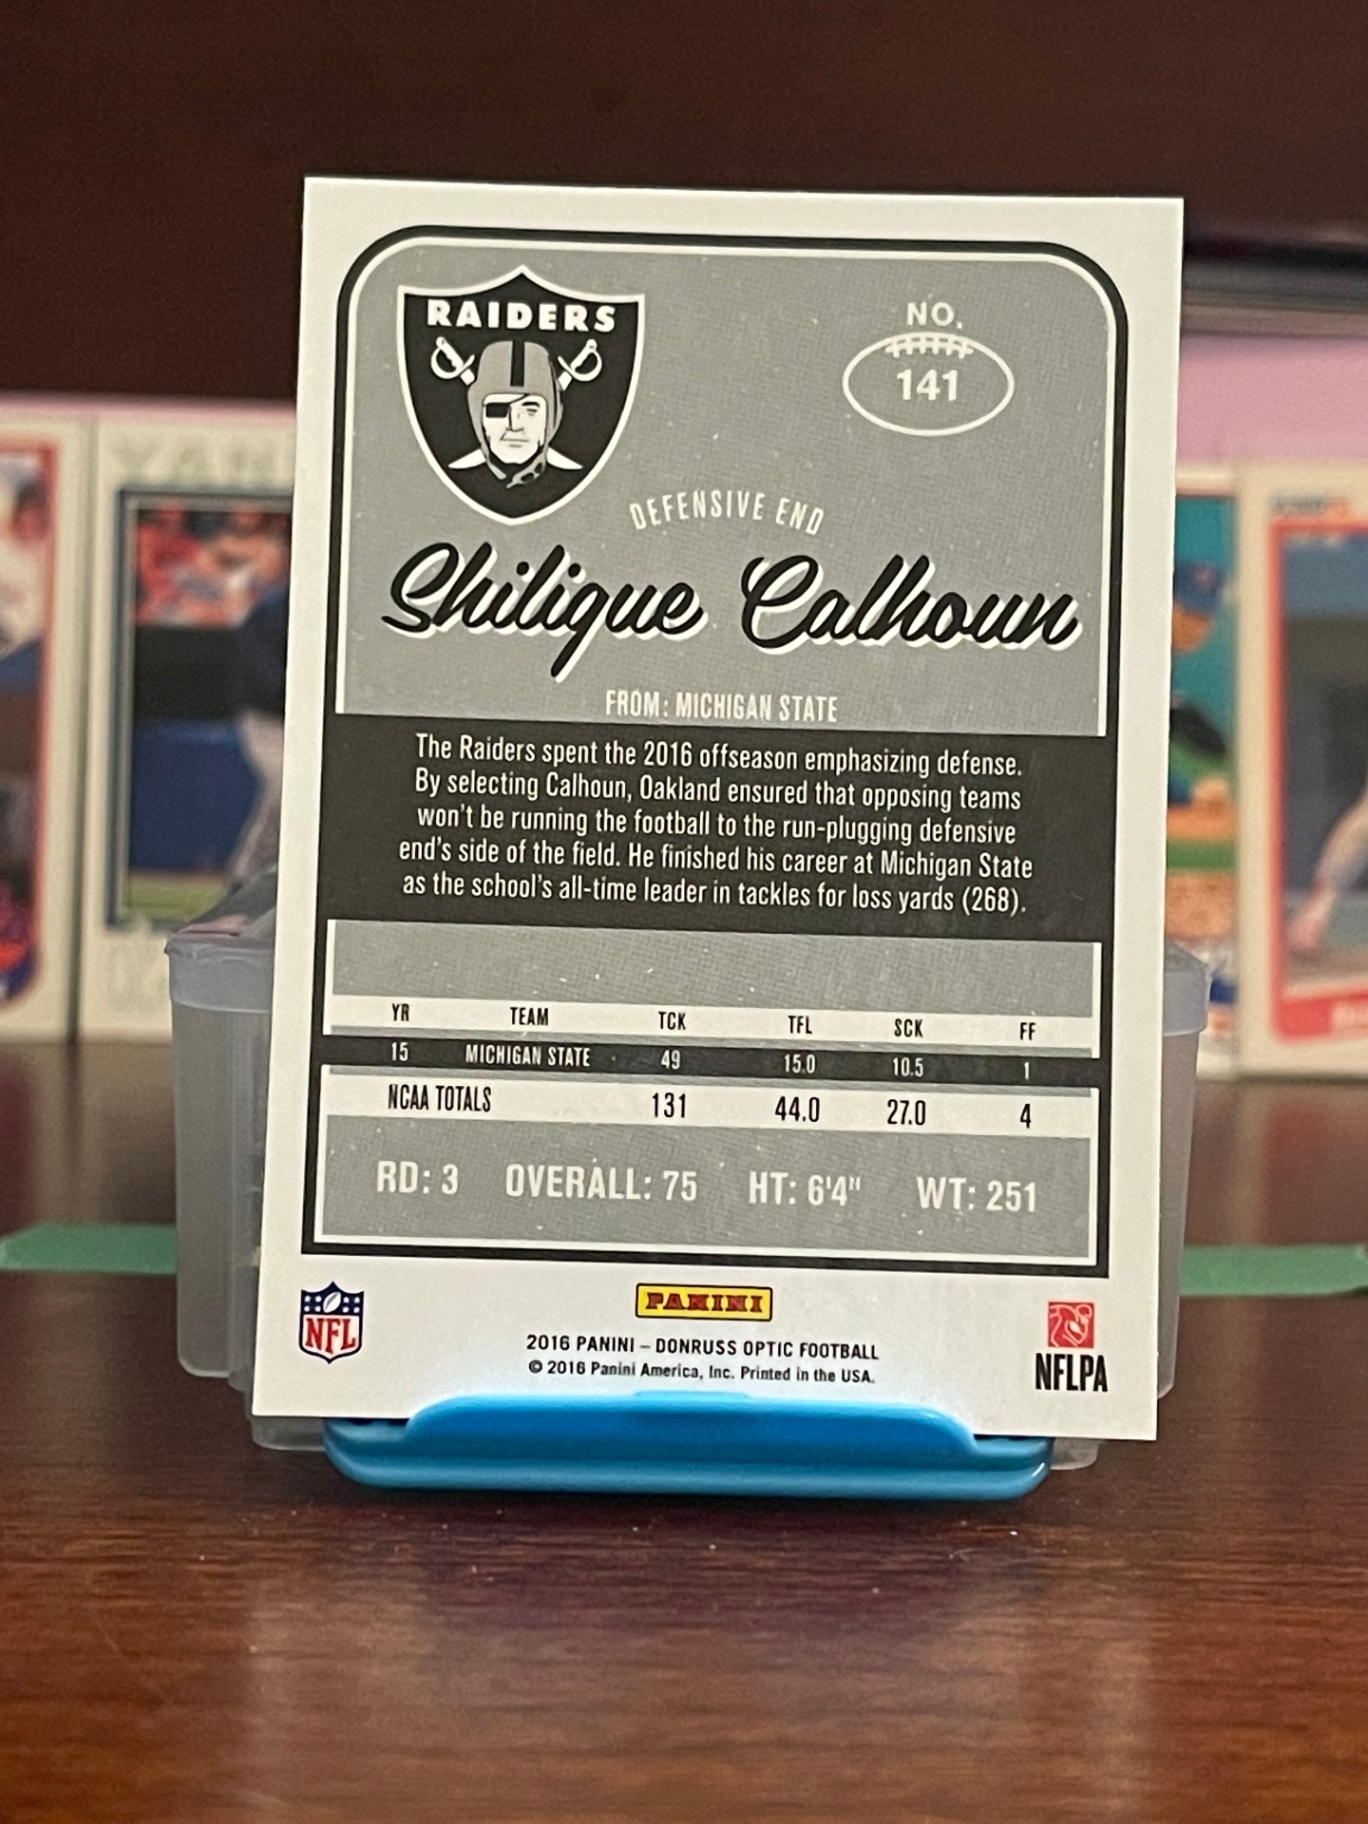 RAIDERS
NO.
141
DEFENSIVE END
Shilique Calhoun
FROM: MICHIGAN STATE
The Raiders spent the 2016 offseason emphasizing defense.
By selecting Calhoun, Oakland ensured that opposing teams
won't be running the football to the run-plugging defensive
end's side of the field. He finished his career at Michigan State
as the school's all-time leader in tackles for loss yards (268).
YR TEAM TCK TFL SCK FF
15 MICHIGAN STATE 49 15.0 10.5 1
NCAA TOTALS 131 44.0 27.0 4
RD: 3 OVERALL: 75 HT: 6'4" WT: 251
NFL
PANINI
2016 PANINI – DONRUSS OPTIC FOOTBALL
© 2016 Panini America, Inc. Printed in the USA.
NFLPA